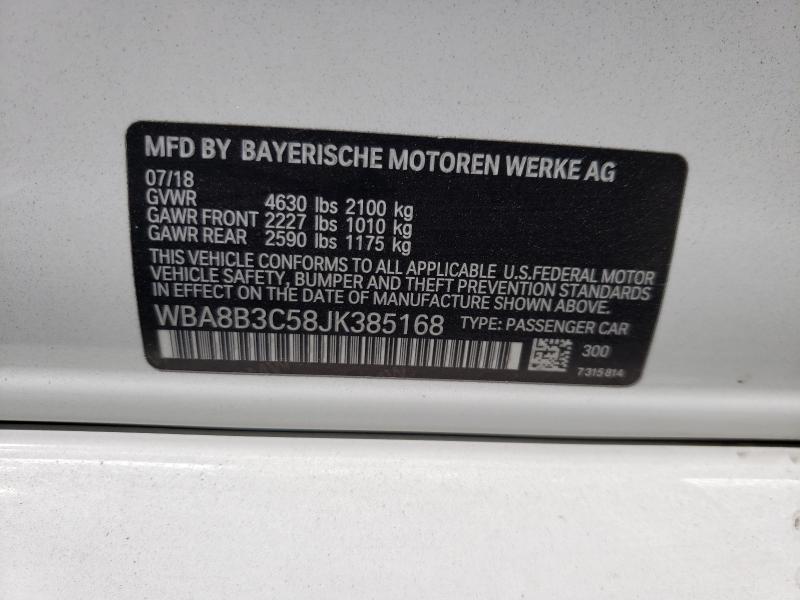 MFD BY BAYERISCHE MOTOREN WERKE AG
07/18
GVWR 4630 lbs 2100 kg
GAWR FRONT 2227 lbs 1010 kg
GAWR REAR 2590 lbs 1175 kg
THIS VEHICLE CONFORMS TO ALL APPLICABLE U.S.FEDERAL MOTOR
VEHICLE SAFETY, BUMPER AND THEFT PREVENTION STANDARDS
IN EFFECT ON THE DATE OF MANUFACTURE SHOWN ABOVE.
WBA8B3C58JK385168 TYPE: PASSENGER CAR
300
7315814